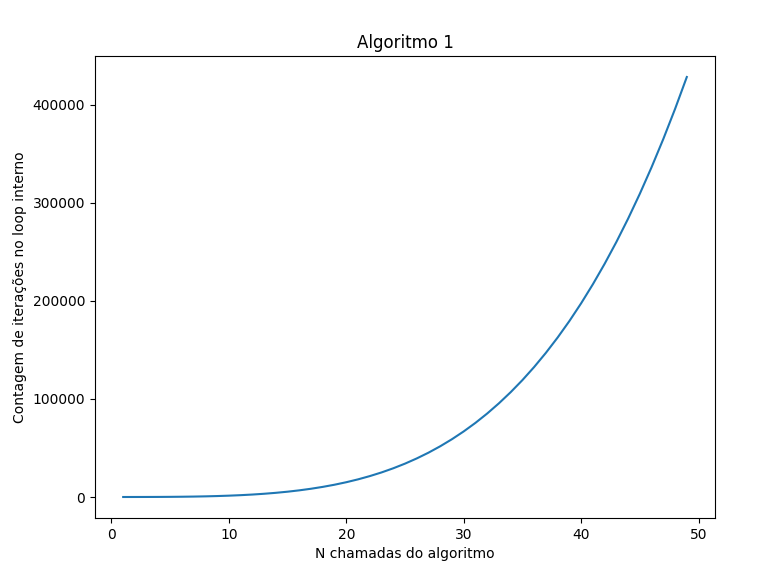 Algoritmo 1
Contagem de iterações no loop interno
400000
300000
200000
100000
0
0 10 20 30 40 50
N chamadas do algoritmo